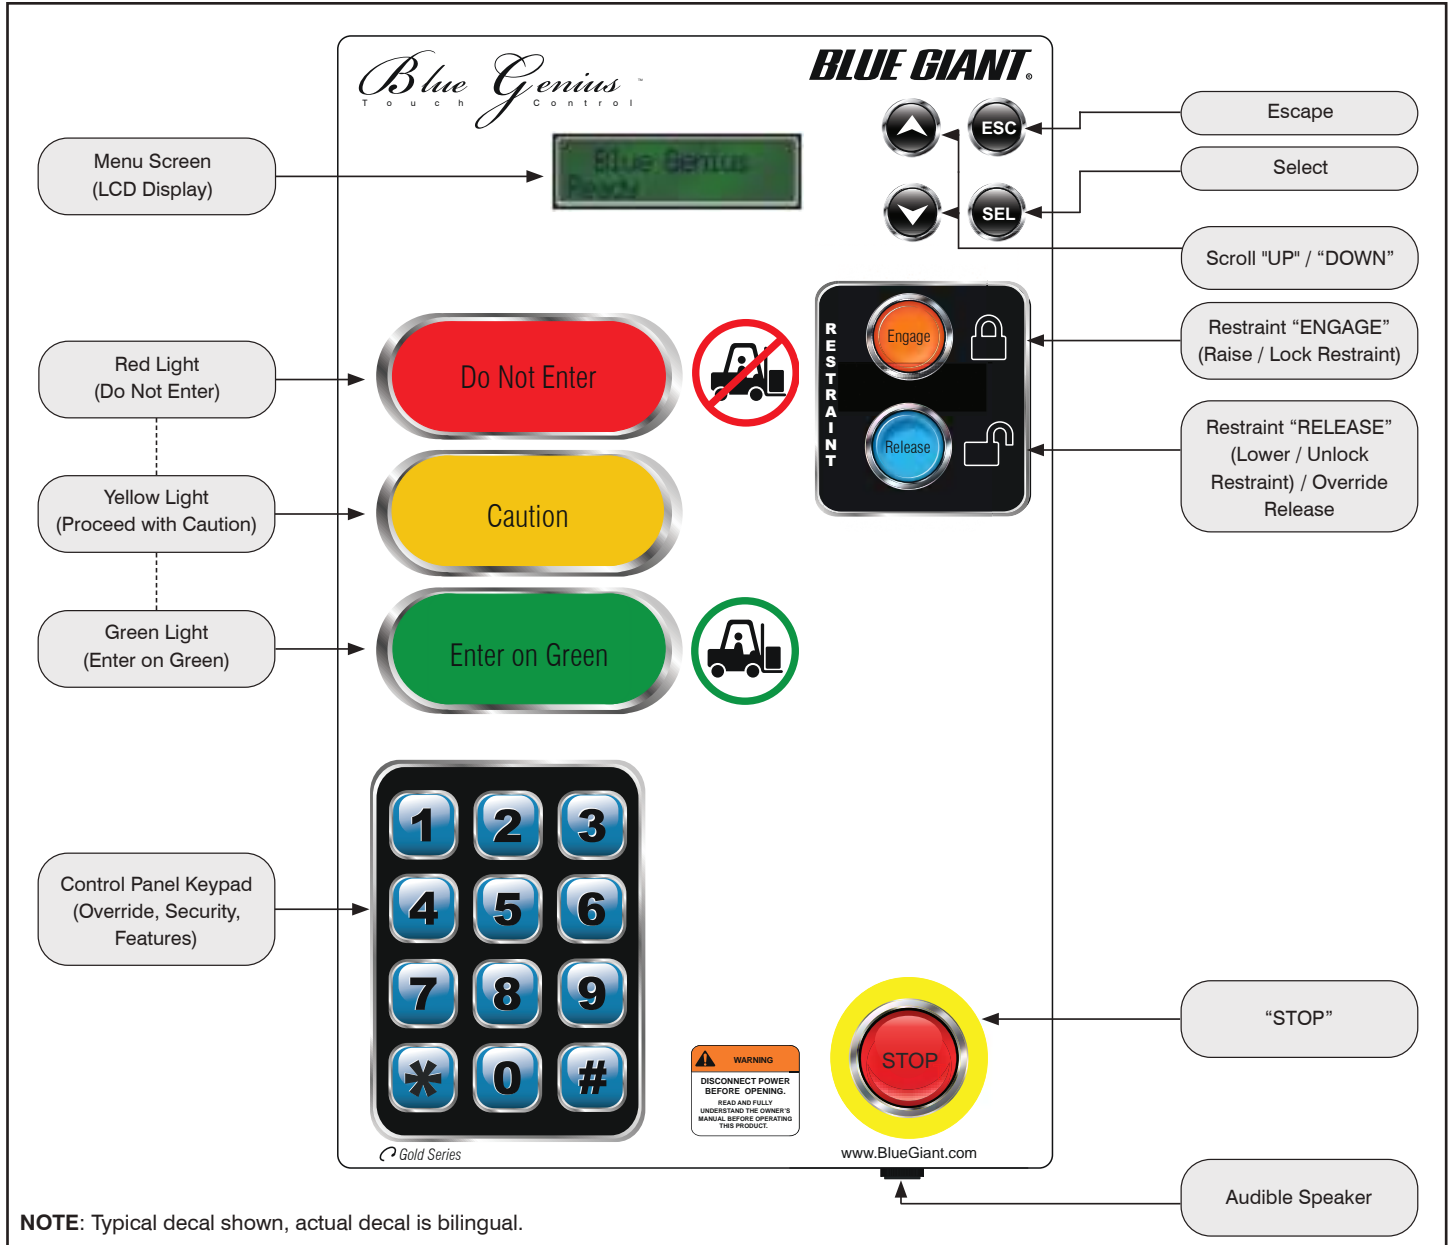 Blue Genius™
Touch Control
BLUE GIANT®
Menu Screen
(LCD Display)
Blue Genius
Ready
ESC
SEL
Escape
Select
Scroll "UP" / “DOWN”
Red Light
(Do Not Enter)
Yellow Light
(Proceed with Caution)
Green Light
(Enter on Green)
Do Not Enter
Caution
Enter on Green
RESTRAINT
Engage
Release
Restraint “ENGAGE”
(Raise / Lock Restraint)
Restraint “RELEASE”
(Lower / Unlock
Restraint) / Override
Release
Control Panel Keypad
(Override, Security,
Features)
1 2 3
4 5 6
7 8 9
* 0 #
Gold Series
WARNING
DISCONNECT POWER
BEFORE OPENING.
READ AND FULLY
UNDERSTAND THE OWNER'S
MANUAL BEFORE OPERATING
THIS PRODUCT.
STOP
“STOP”
www.BlueGiant.com
Audible Speaker
NOTE: Typical decal shown, actual decal is bilingual.